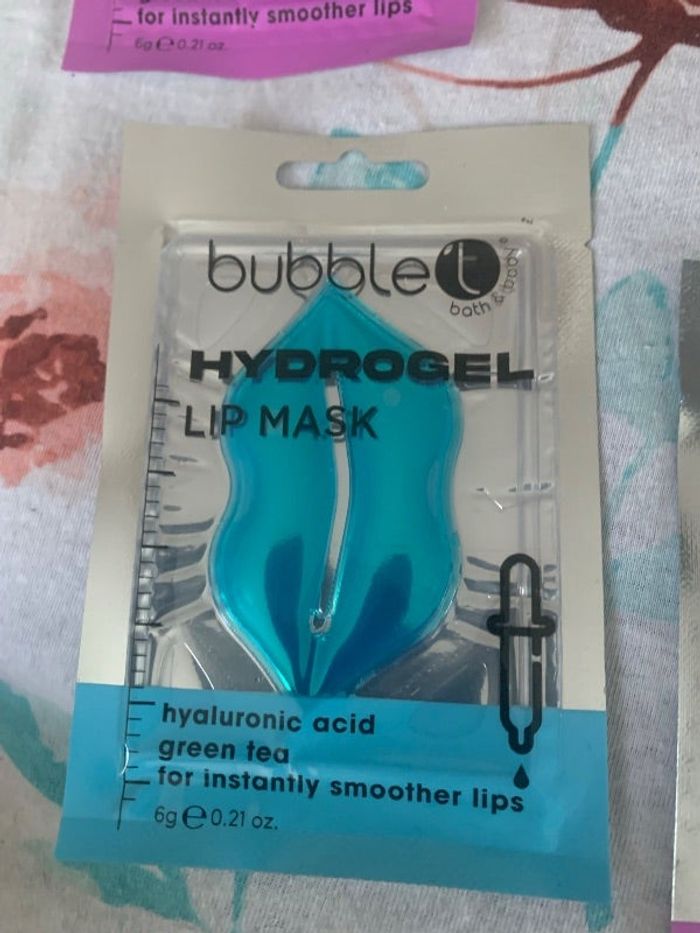 for instantly smoother lips
6g e 0.21 oz.
bubble t
bath & body®
HYDROGEL
LIP MASK
hyaluronic acid
green tea
for instantly smoother lips
6g e 0.21 oz.